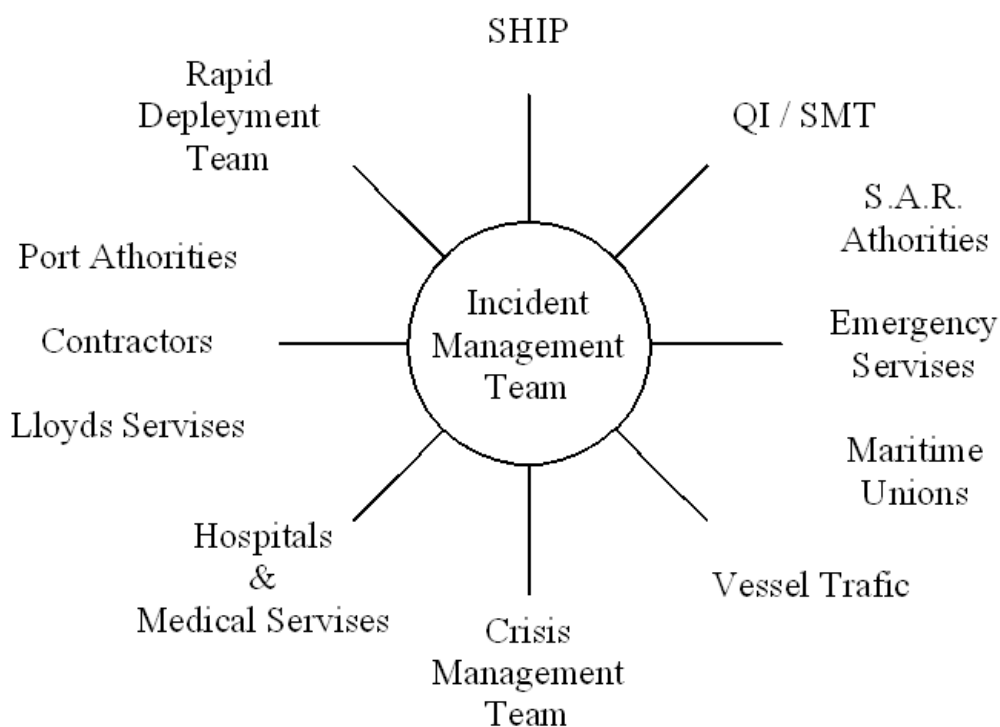 SHIP
Rapid
Depleyment
Team
QI / SMT
S.A.R.
Athorities
Port Athorities
Incident
Management
Team
Contractors
Emergency
Servises
Lloyds Servises
Maritime
Unions
Hospitals
&
Medical Servises
Vessel Trafic
Crisis
Management
Team